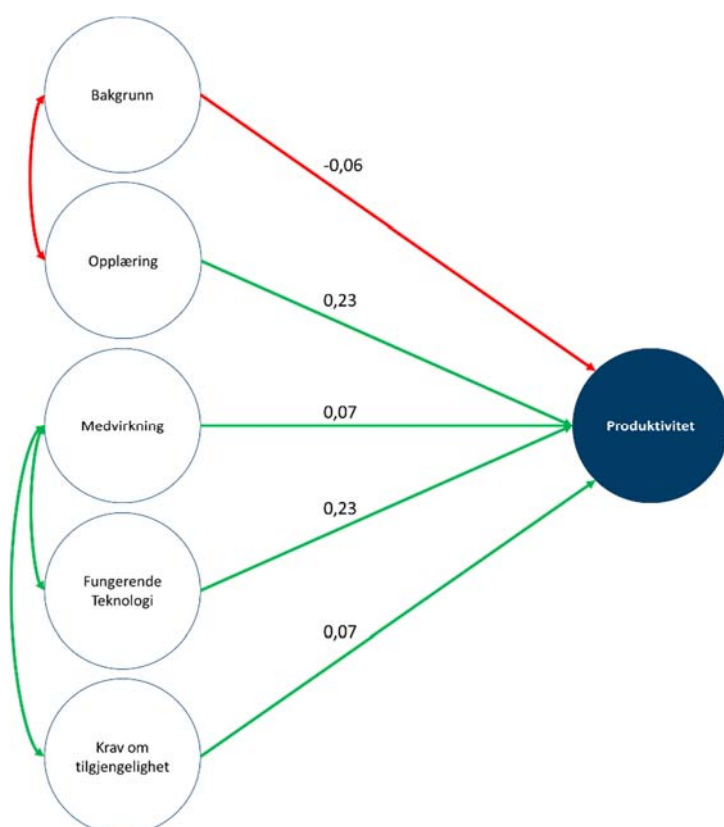 Bakgrunn
-0,06
Opplæring
0,23
Medvirkning
0,07
Produktivitet
Fungerende
Teknologi
0,23
Krav om
tilgjengelighet
0,07